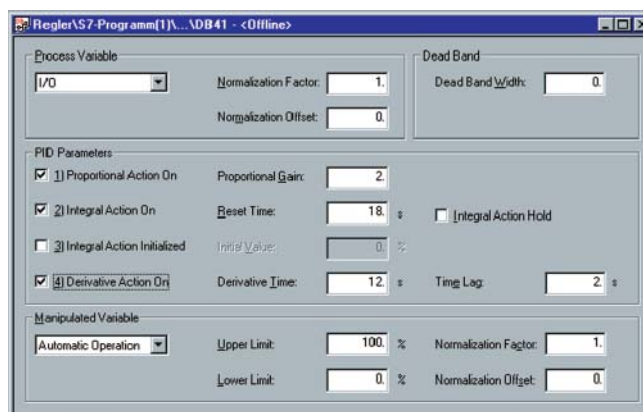 Regler\S7-Programm(1)\...\DB41 - <Offline>
Process Variable
I/O
Normalization Factor: 1.
Normalization Offset: 0.
Dead Band
Dead Band Width: 0.
PID Parameters
1) Proportional Action On Proportional Gain: 2.
2) Integral Action On Reset Time: 18. s Integral Action Hold
3) Integral Action Initialized Initial Value: 0. %
4) Derivative Action On Derivative Time: 12. s Time Lag: 2. s
Manipulated Variable
Automatic Operation Upper Limit: 100. % Normalization Factor: 1.
Lower Limit: 0. % Normalization Offset: 0.